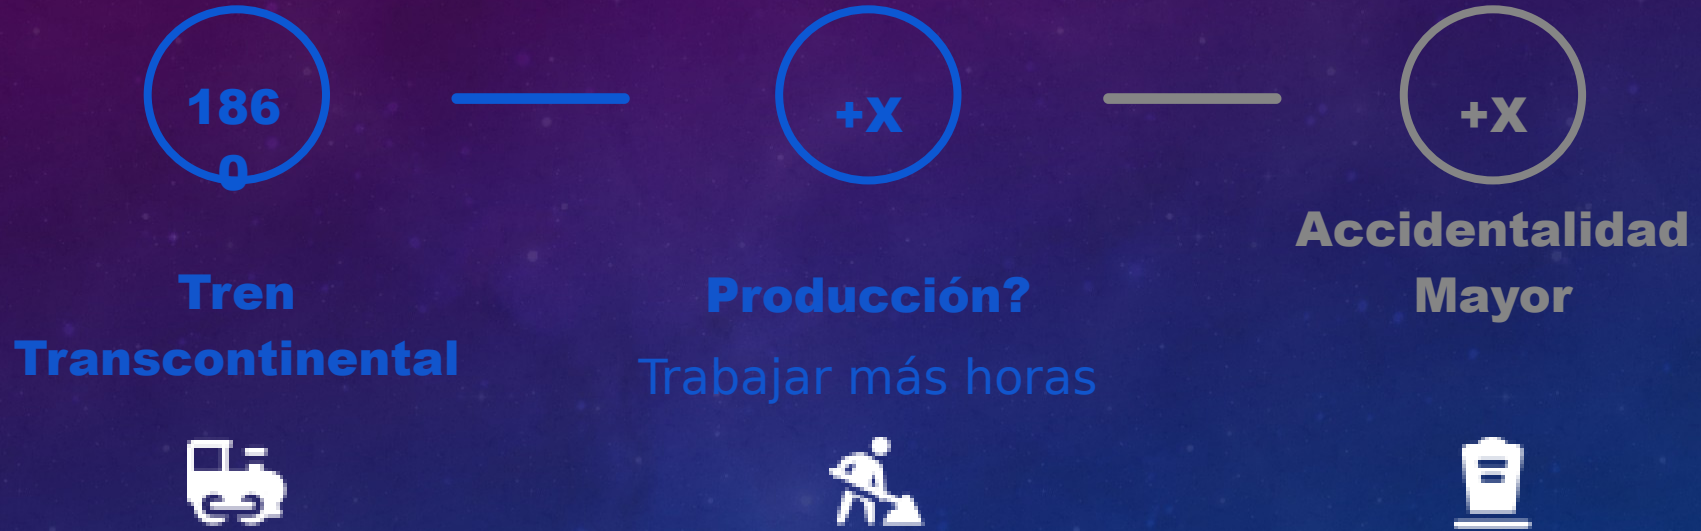 186
0
+X
+X
Tren
Transcontinental
Producción?
Trabajar más horas
Accidentalidad
Mayor